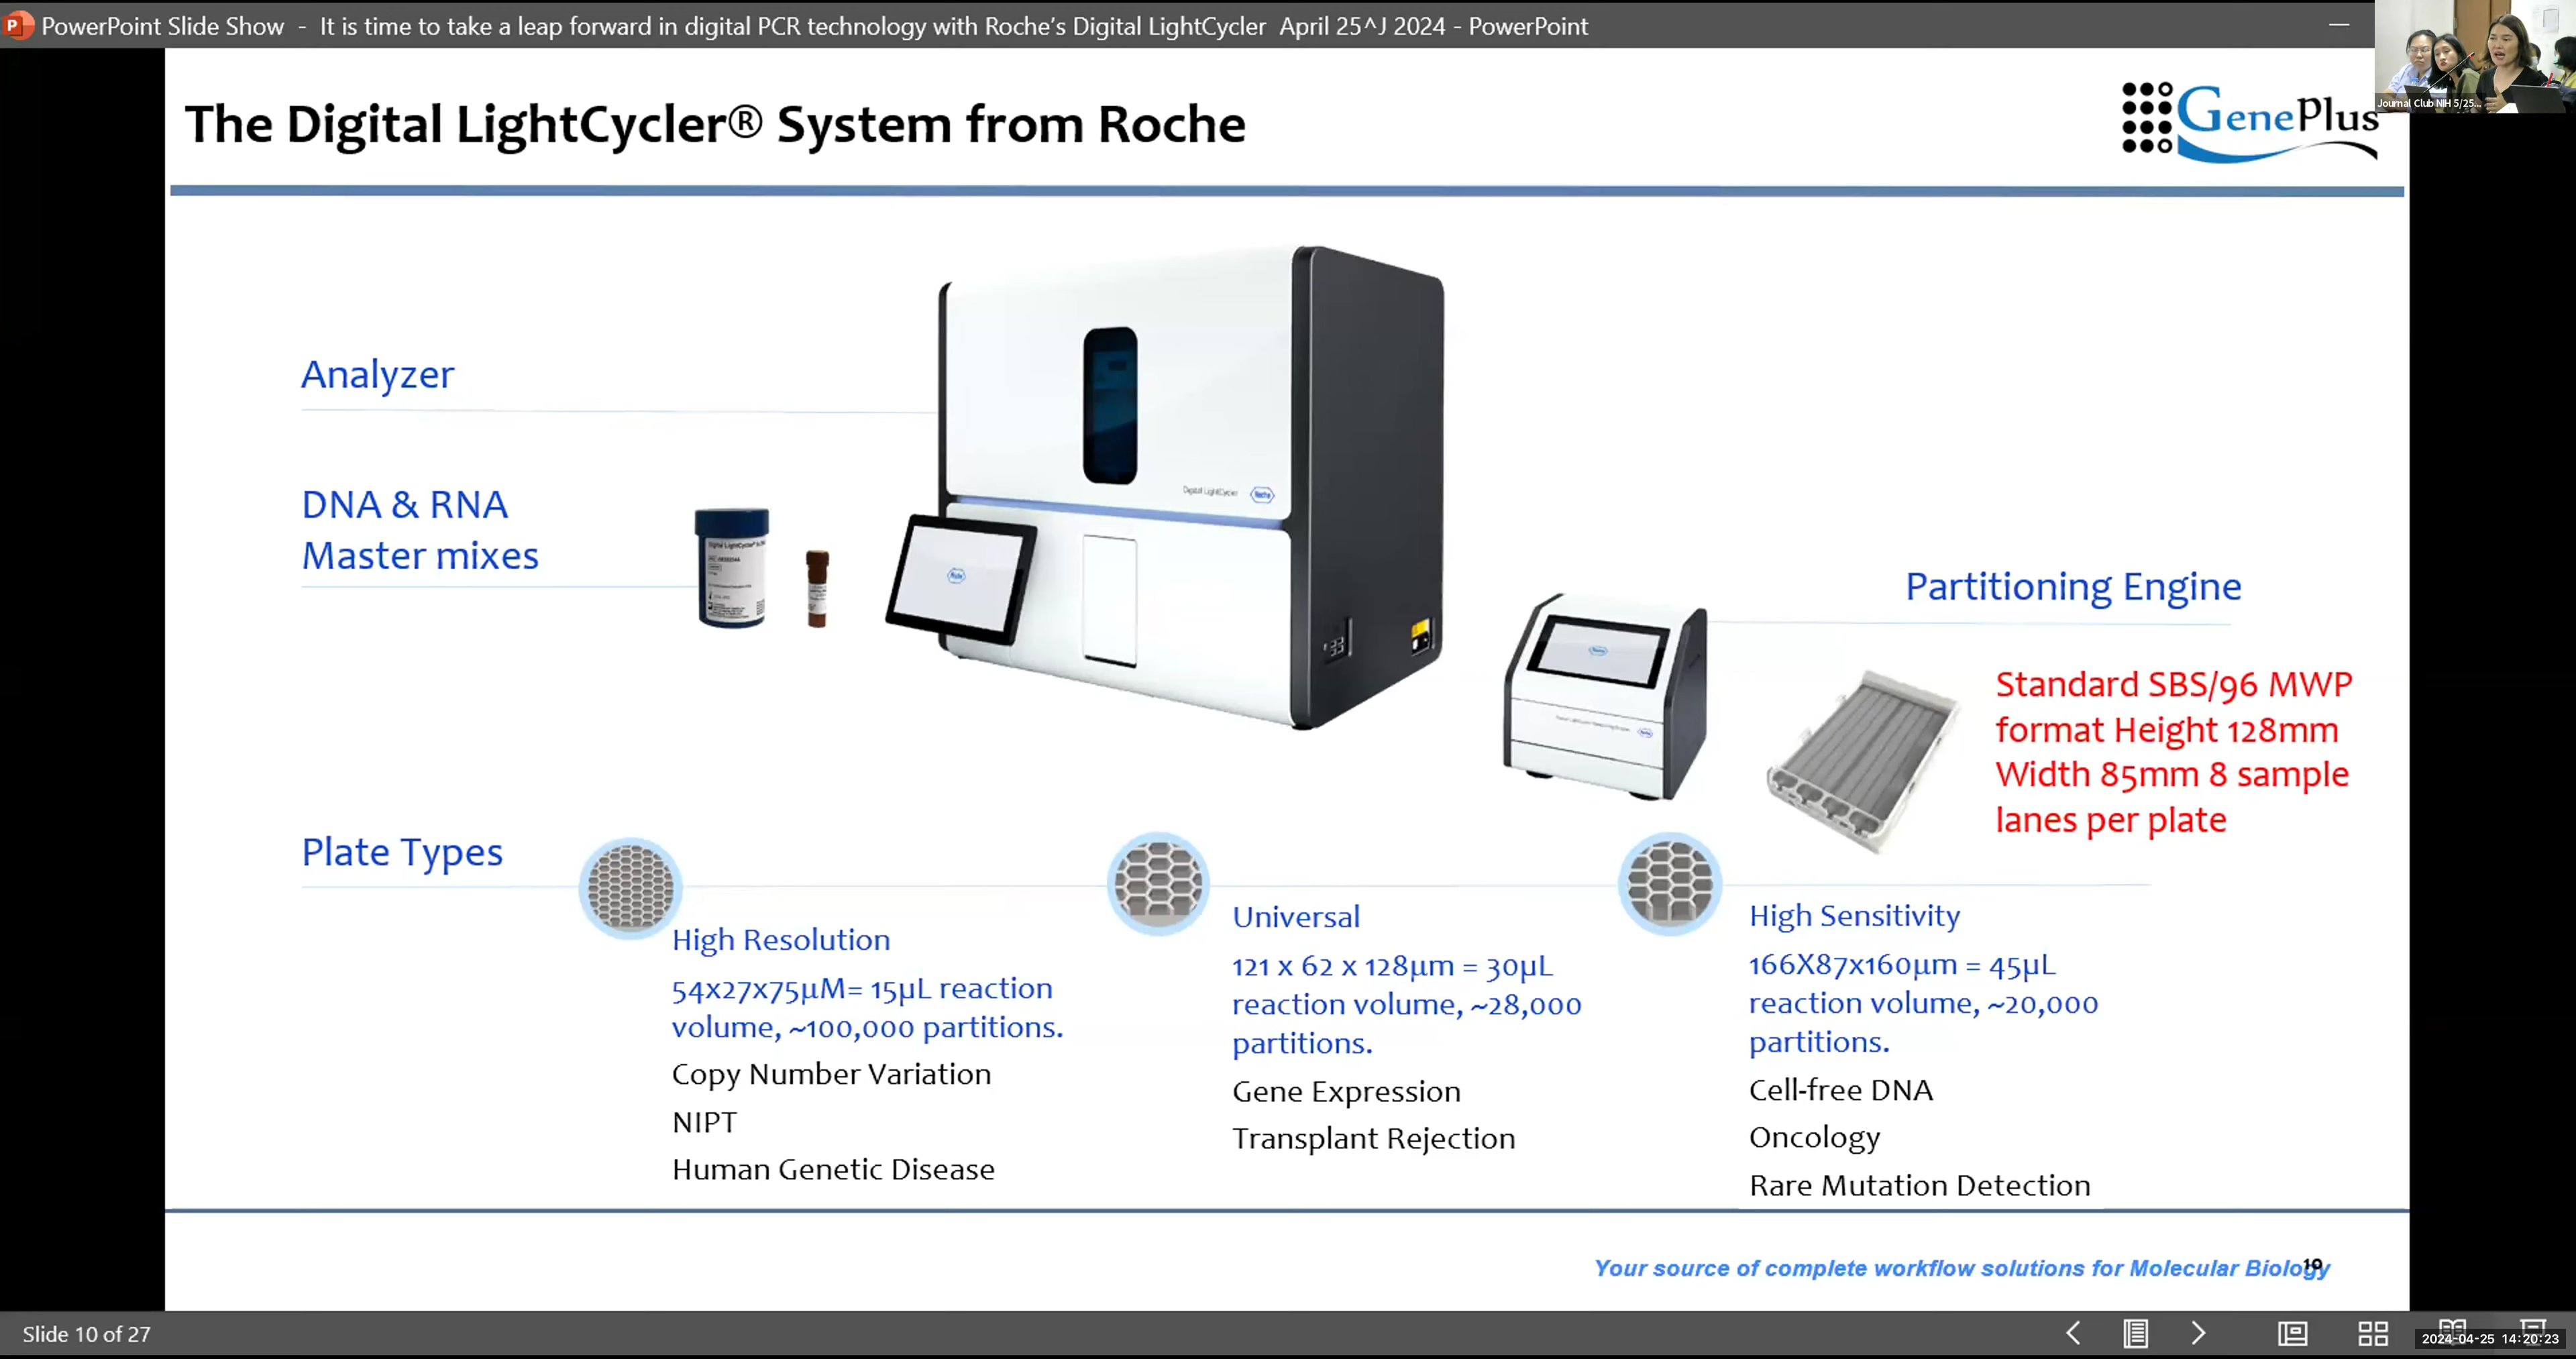 PowerPoint Slide Show - It is time to take a leap forward in digital PCR technology with Roche's Digital LightCycler April 25^J 2024 - PowerPoint
Journal Club NIH 5/25...
The Digital LightCycler® System from Roche
GenePlus
Analyzer
DNA & RNA
Master mixes
Digital LightCycler
Roche
Roche
Partitioning Engine
Roche
Standard SBS/96 MWP
format Height 128mm
Width 85mm 8 sample
lanes per plate
Plate Types
High Resolution
54x27x75µM= 15µL reaction
volume, ~100,000 partitions.
Copy Number Variation
NIPT
Human Genetic Disease
Universal
121 x 62 x 128µm = 30µL
reaction volume, ~28,000
partitions.
Gene Expression
Transplant Rejection
High Sensitivity
166X87x160µm = 45µL
reaction volume, ~20,000
partitions.
Cell-free DNA
Oncology
Rare Mutation Detection
Your source of complete workflow solutions for Molecular Biology
10
Slide 10 of 27
2024-04-25 14:20:23